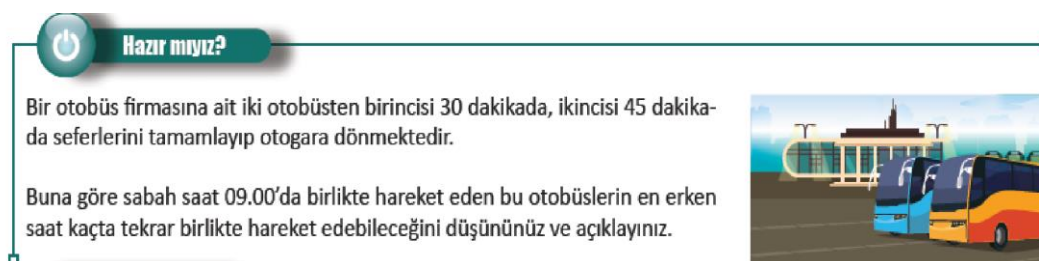 Hazır mıyız?
Bir otobüs firmasına ait iki otobüsten birincisi 30 dakikada, ikincisi 45 dakika-
da seferlerini tamamlayıp otogara dönmektedir.
Buna göre sabah saat 09.00’da birlikte hareket eden bu otobüslerin en erken
saat kaçta tekrar birlikte hareket edebileceğini düşününüz ve açıklayınız.